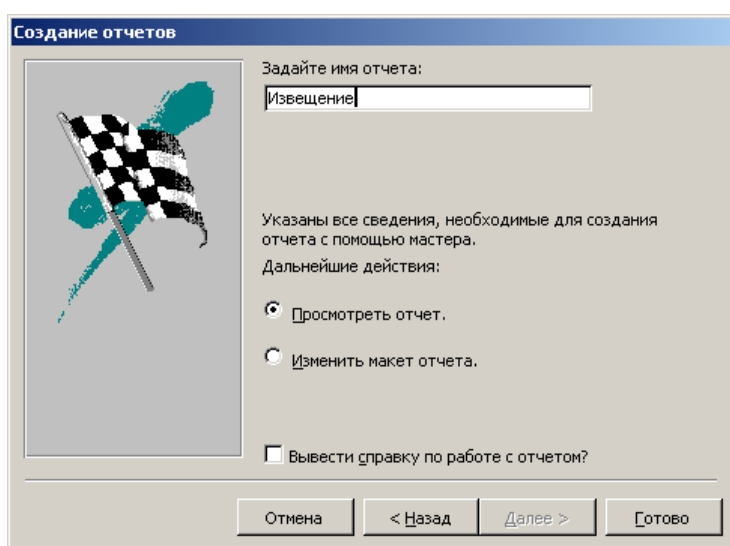 Создание отчетов
Задайте имя отчета:
Извещение
Указаны все сведения, необходимые для создания
отчета с помощью мастера.
Дальнейшие действия:
Просмотреть отчет.
Изменить макет отчета.
Вывести справку по работе с отчетом?
Отмена
< Назад
Далее >
Готово